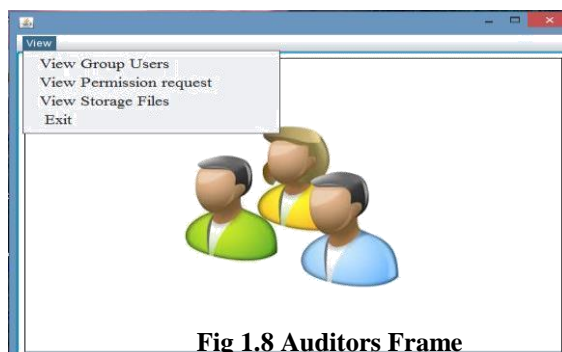 View
View Group Users
View Permission request
View Storage Files
Exit
Fig 1.8 Auditors Frame